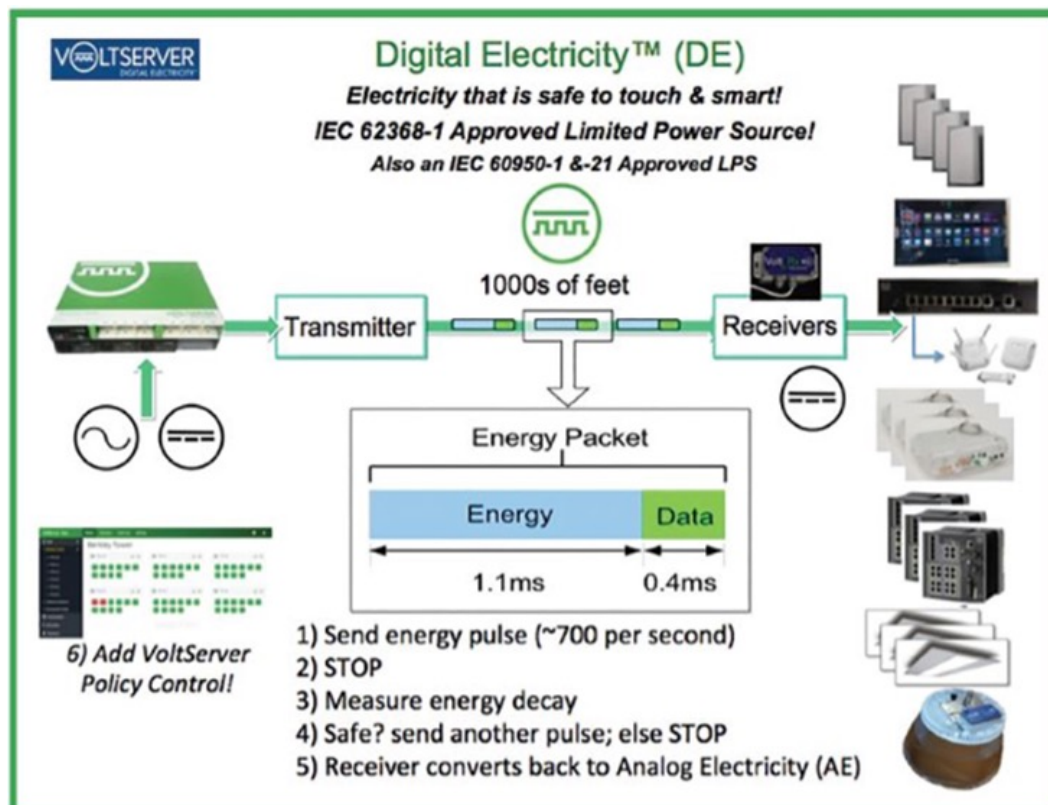 VOLTSERVER
DIGITAL ELECTRICITY
Digital Electricity™ (DE)
Electricity that is safe to touch & smart!
IEC 62368-1 Approved Limited Power Source!
Also an IEC 60950-1 &-21 Approved LPS
1000s of feet
Transmitter
Receivers
Energy Packet
Energy
Data
1.1ms
0.4ms
1) Send energy pulse (~700 per second)
2) STOP
3) Measure energy decay
4) Safe? send another pulse; else STOP
5) Receiver converts back to Analog Electricity (AE)
6) Add VoltServer
Policy Control!